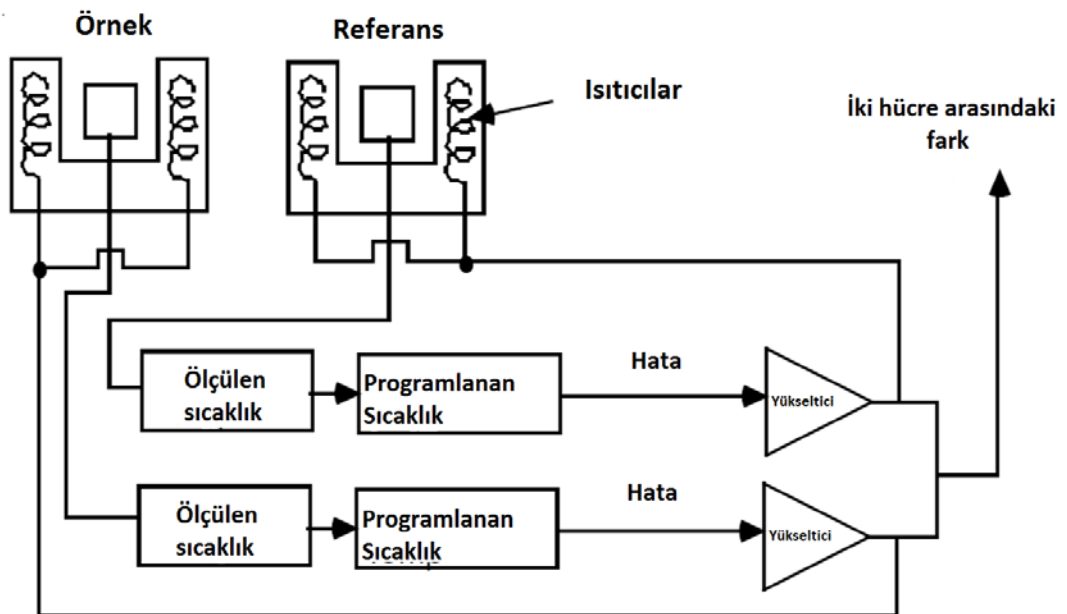 Örnek
Referans
Isıtıcılar
İki hücre arasındaki
fark
Ölçülen
sıcaklık
Programlanan
Sıcaklık
Hata
Yükseltici
Ölçülen
sıcaklık
Programlanan
Sıcaklık
Hata
Yükseltici